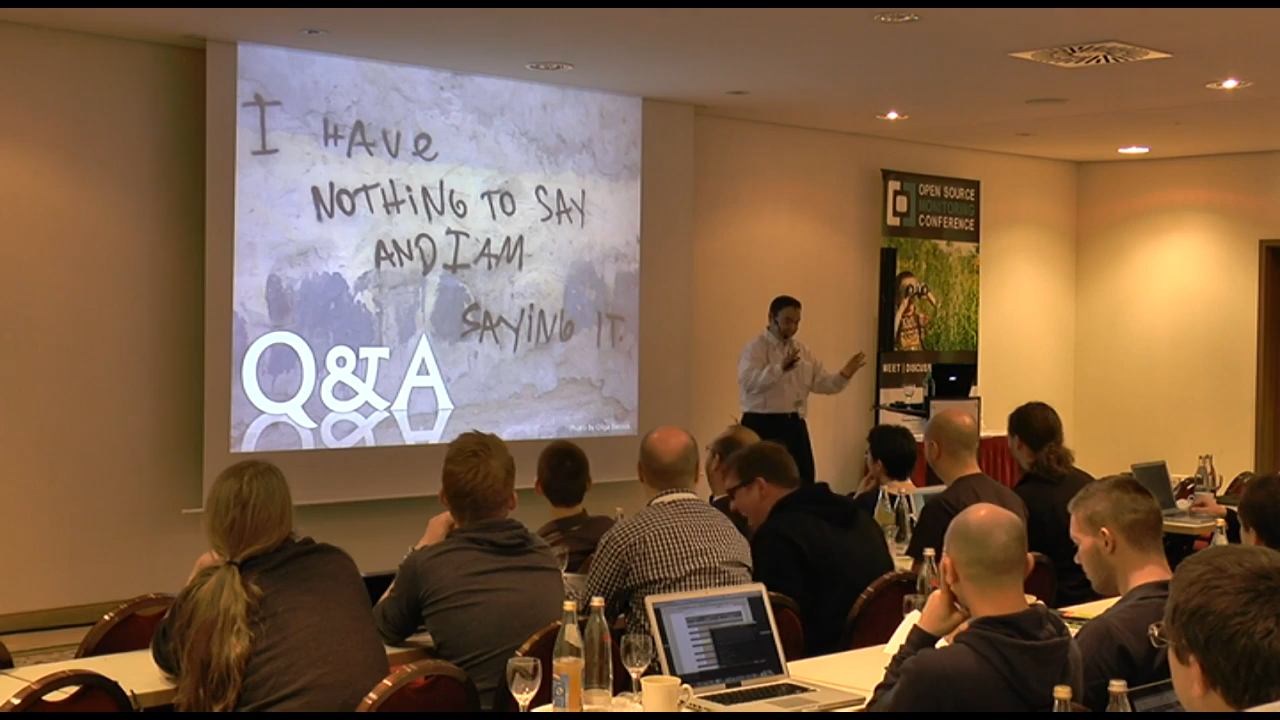 I HAVE
NOTHING TO SAY
AND I AM
SAYING IT.
Q&A
OPEN SOURCE
MONITORING
CONFERENCE
MEET | DISCUSS